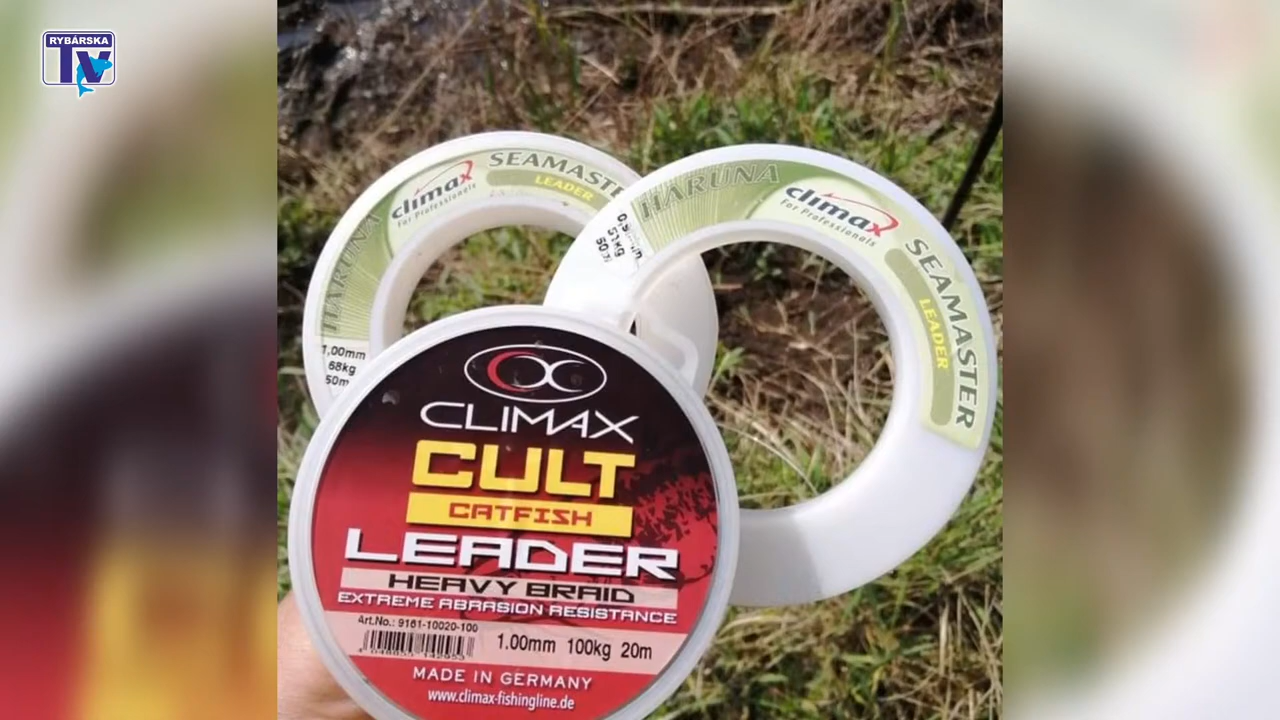 RYBÁRSKA
TV
HARUNA
climax
For Professionals
SEAMASTE
LEADER
1,00mm
68kg
50m
HARUNA
climax
For Professionals
SEAMASTER
LEADER
51kg
CLIMAX
CULT
CATFISH
LEADER
HEAVY BRAID
EXTREME ABRASION RESISTANCE
Art.No.: 9161-10020-100
1.00mm 100kg 20m
MADE IN GERMANY
www.climax-fishingline.de